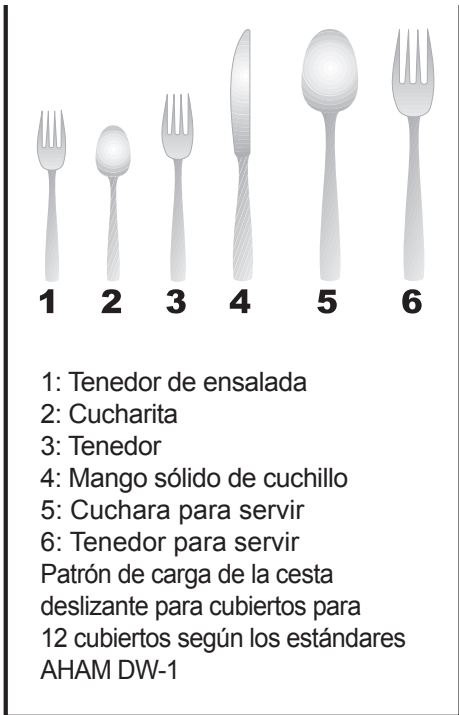 1 2 3 4 5 6
1: Tenedor de ensalada
2: Cucharita
3: Tenedor
4: Mango sólido de cuchillo
5: Cuchara para servir
6: Tenedor para servir
Patrón de carga de la cesta
deslizante para cubiertos para
12 cubiertos según los estándares
AHAM DW-1